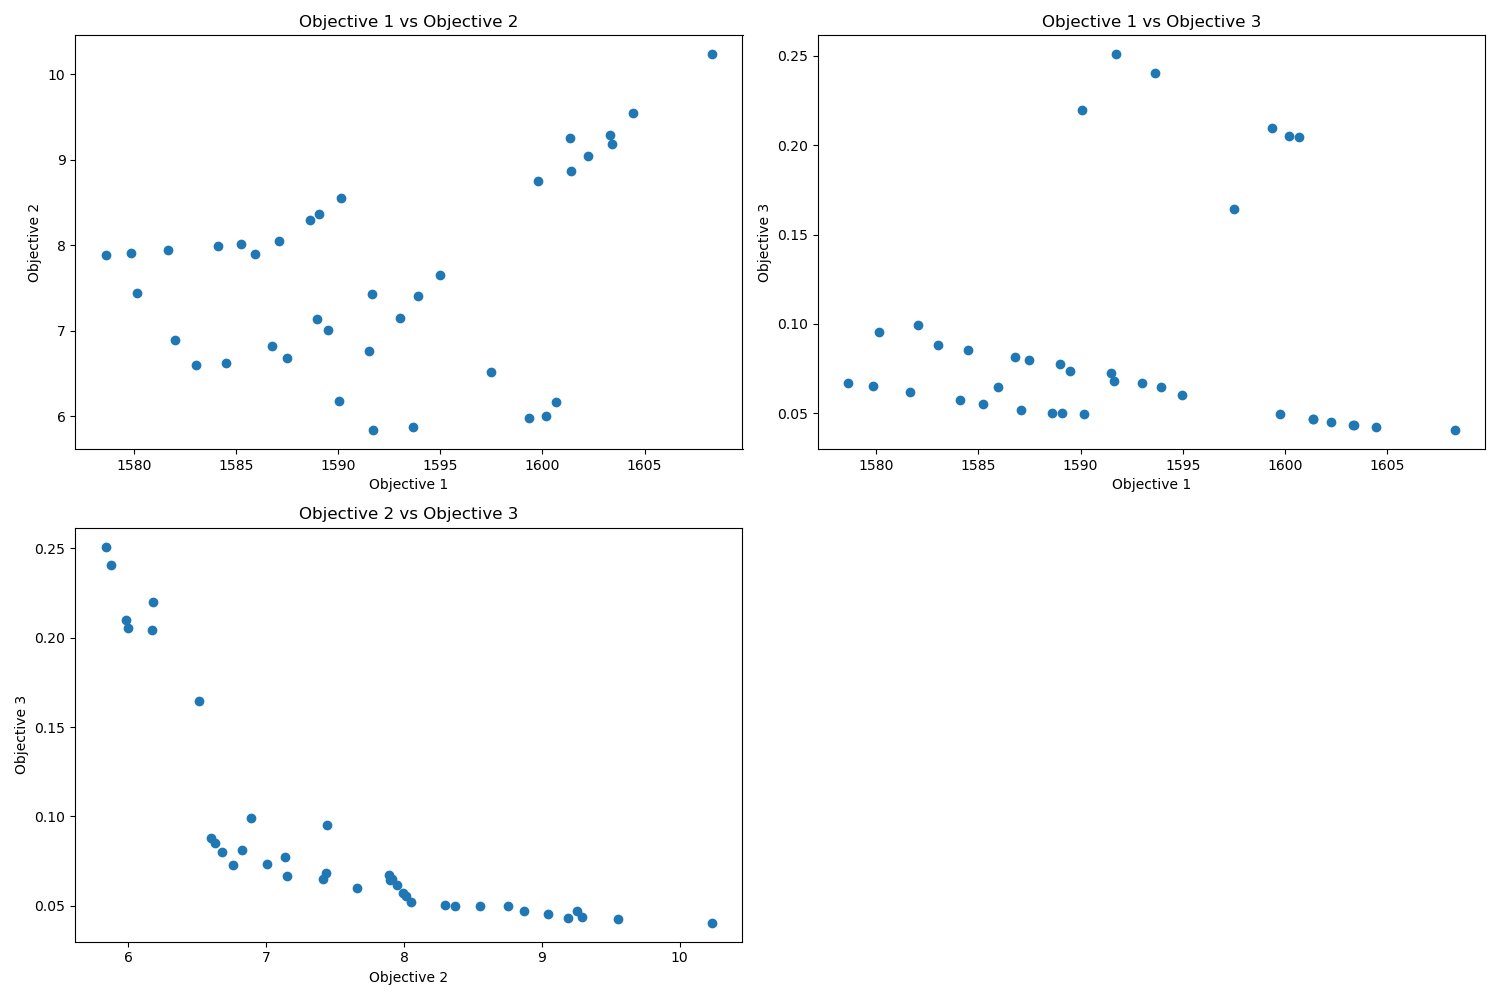 Objective 1 vs Objective 2
Objective 2
10
9
8
7
6
1580 1585 1590 1595 1600 1605
Objective 1
Objective 1 vs Objective 3
Objective 3
0.25
0.20
0.15
0.10
0.05
1580 1585 1590 1595 1600 1605
Objective 1
Objective 2 vs Objective 3
Objective 3
0.25
0.20
0.15
0.10
0.05
6 7 8 9 10
Objective 2